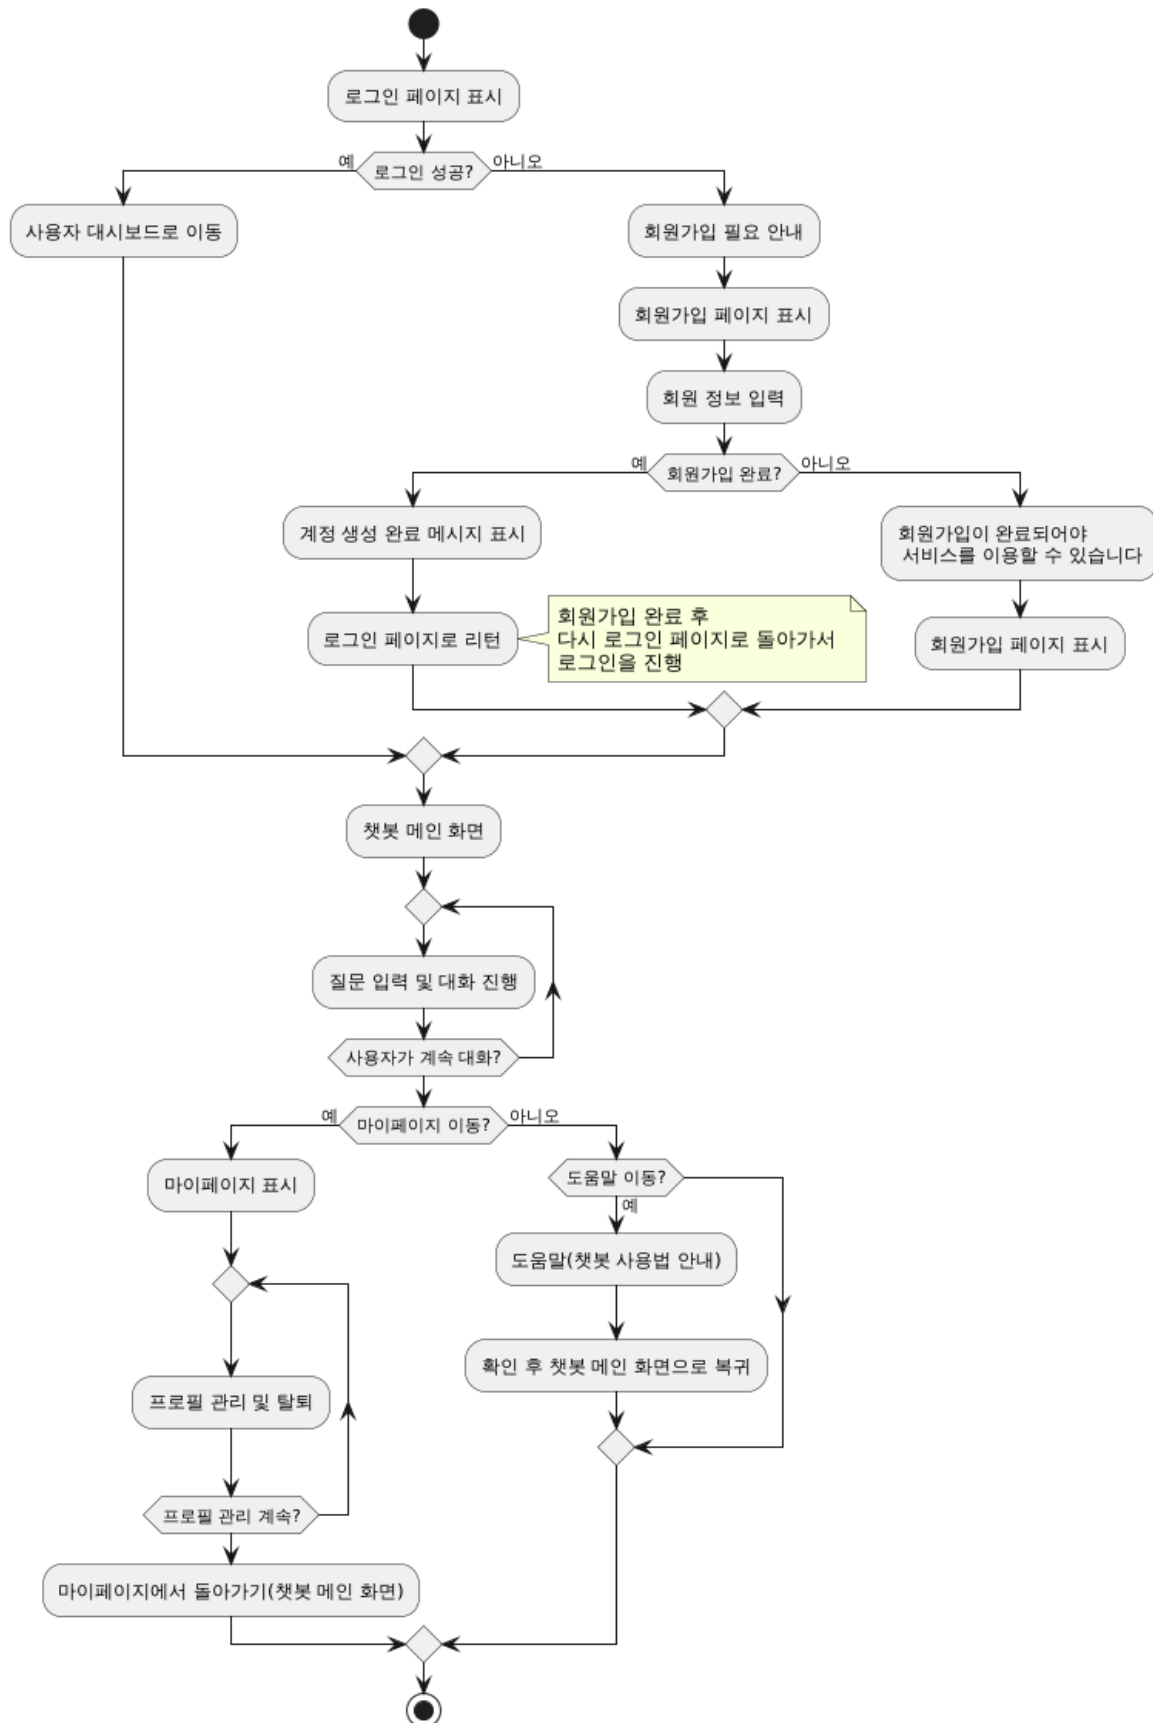 로그인 페이지 표시
로그인 성공?
예
아니오
사용자 대시보드로 이동
회원가입 필요 안내
회원가입 페이지 표시
회원 정보 입력
회원가입 완료?
예
아니오
계정 생성 완료 메시지 표시
로그인 페이지로 리턴
회원가입 완료 후
다시 로그인 페이지로 돌아가서
로그인을 진행
회원가입이 완료되어야
서비스를 이용할 수 있습니다
회원가입 페이지 표시
챗봇 메인 화면
질문 입력 및 대화 진행
사용자가 계속 대화?
마이페이지 이동?
예
아니오
마이페이지 표시
프로필 관리 및 탈퇴
프로필 관리 계속?
마이페이지에서 돌아가기(챗봇 메인 화면)
도움말 이동?
예
도움말(챗봇 사용법 안내)
확인 후 챗봇 메인 화면으로 복귀